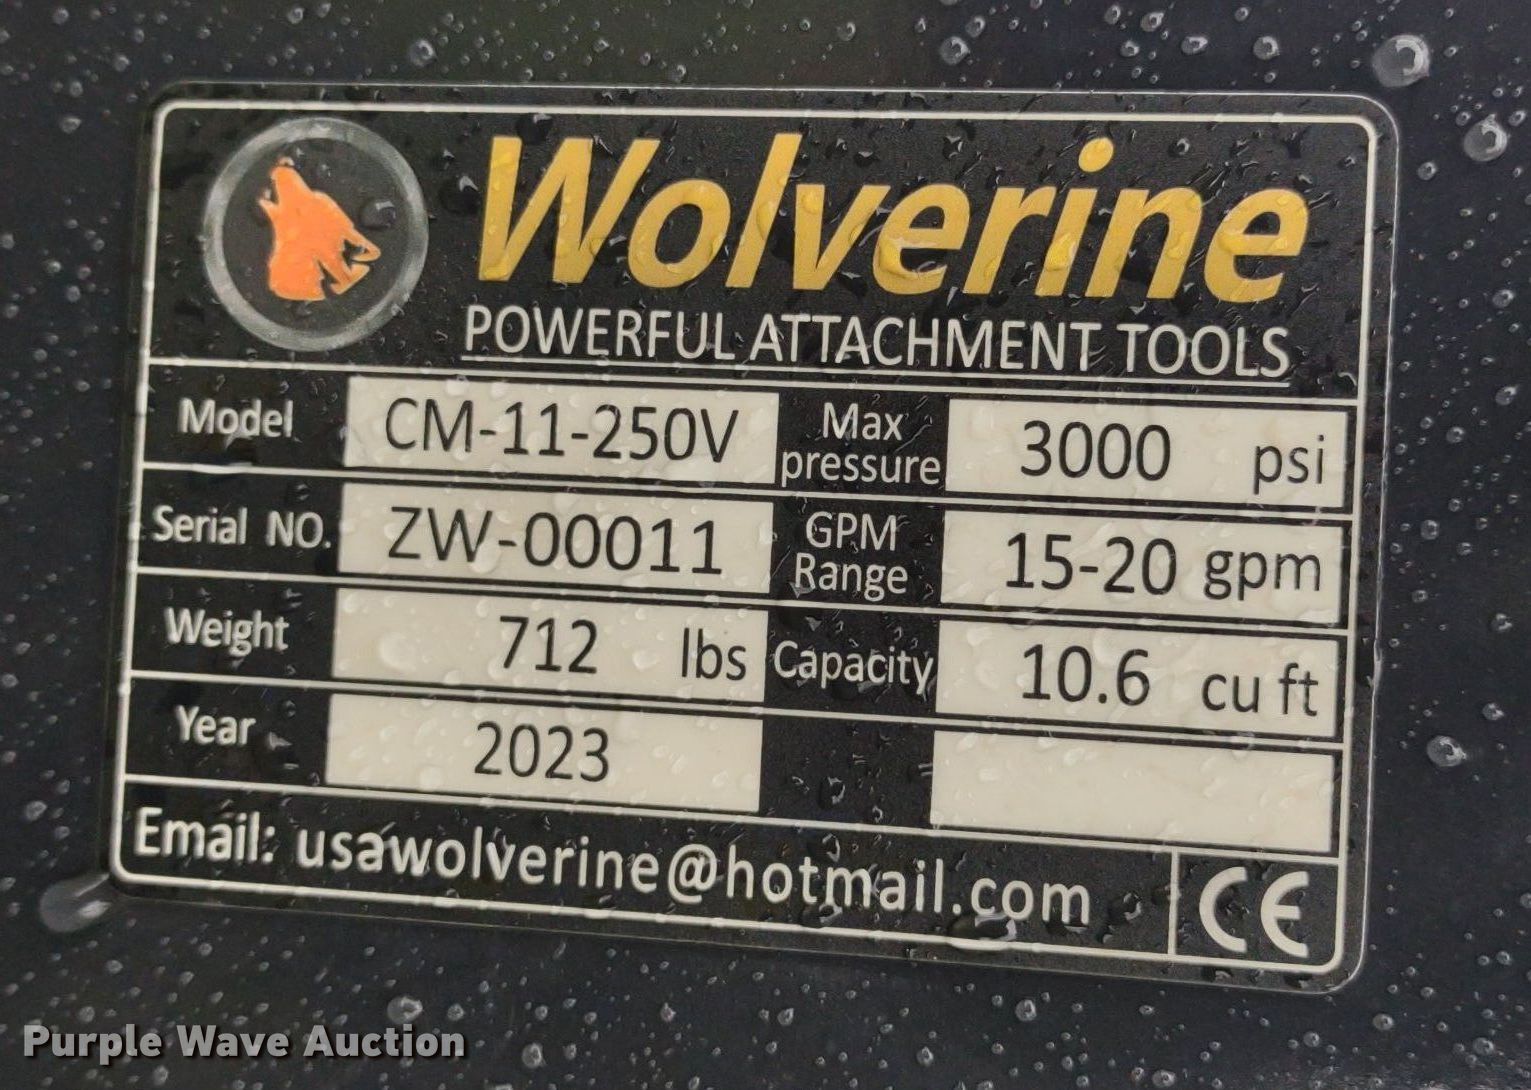 Wolverine
POWERFUL ATTACHMENT TOOLS
Model CM-11-250V Max pressure 3000 psi
Serial NO. ZW-00011 GPM Range 15-20 gpm
Weight 712 lbs Capacity 10.6 cu ft
Year 2023
Email: usawolverine@hotmail.com CE
Purple Wave Auction